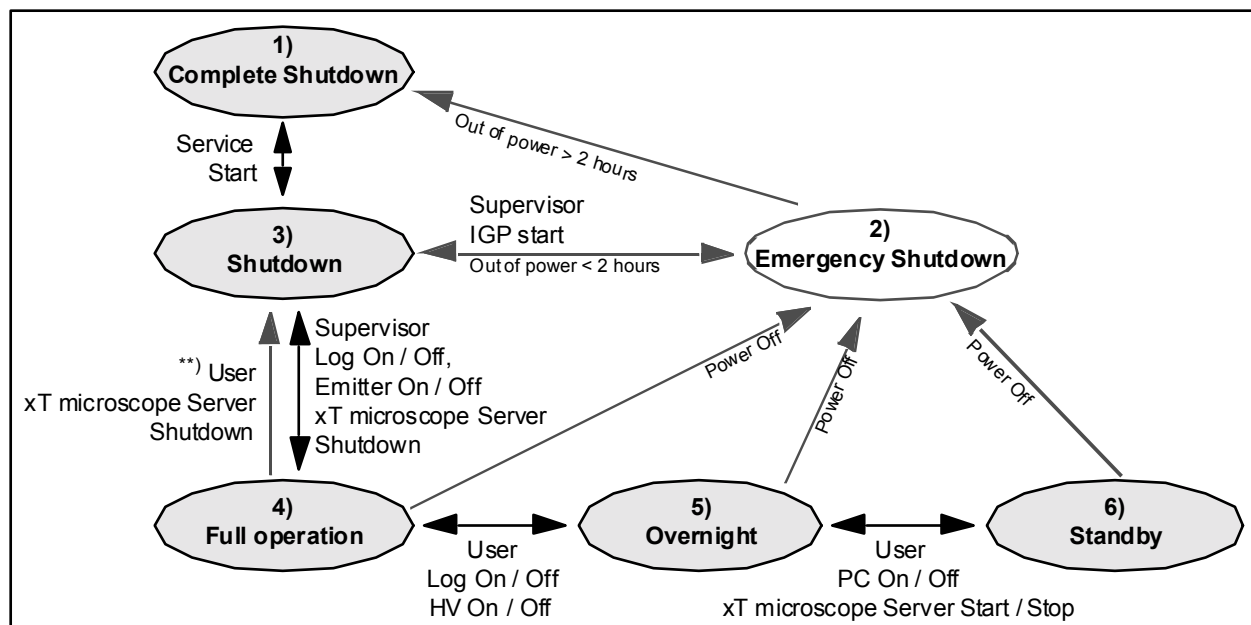 1)
Complete Shutdown
Out of power > 2 hours
Service
Start
Supervisor
IGP start
Out of power < 2 hours
2)
Emergency Shutdown
3)
Shutdown
**) User
xT microscope Server
Shutdown
Supervisor
Log On / Off,
Emitter On / Off
xT microscope Server
Shutdown
Power Off
Power Off
Power Off
4)
Full operation
User
Log On / Off
HV On / Off
5)
Overnight
User
PC On / Off
xT microscope Server Start / Stop
6)
Standby